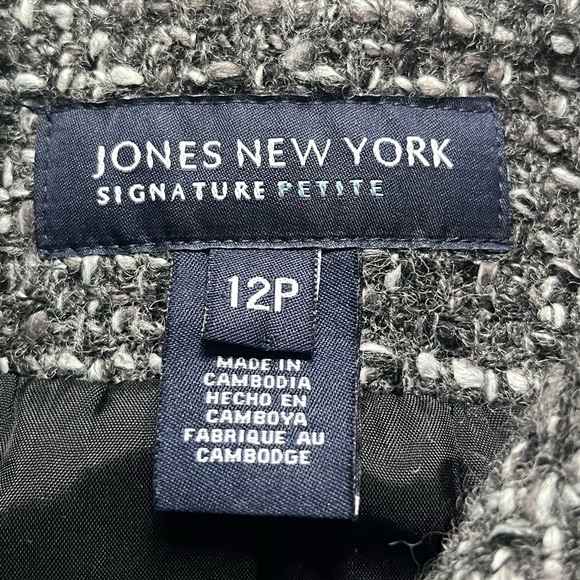 JONES NEW YORK
SIGNATURE PETITE
12P
MADE IN
CAMBODIA
HECHO EN
CAMBOYA
FABRIQUE AU
CAMBODGE